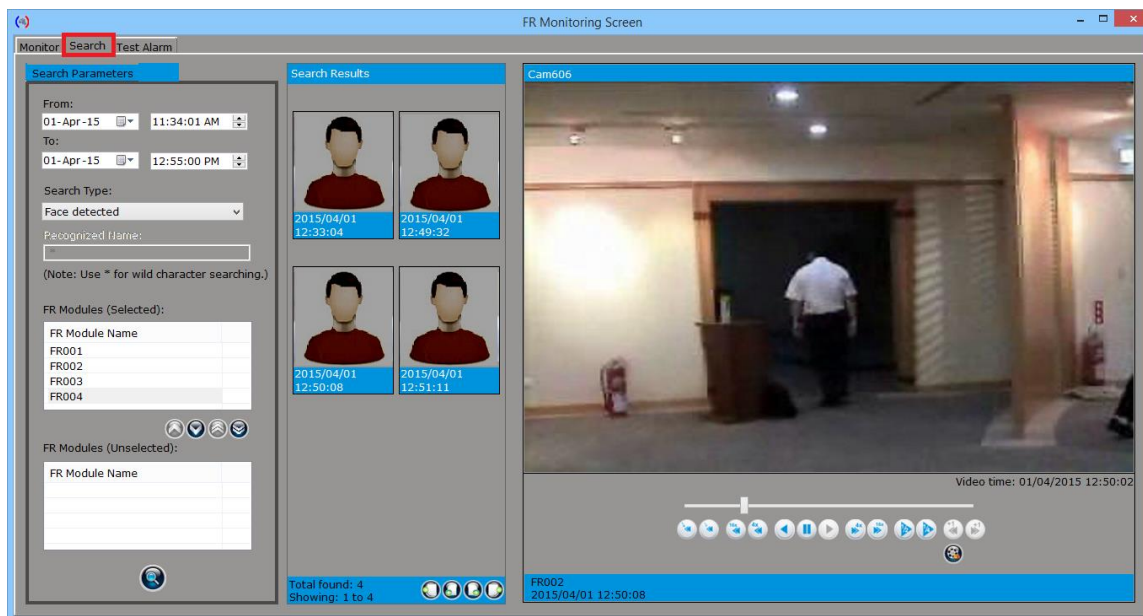 FR Monitoring Screen
Monitor Search Test Alarm
Search Parameters
From:
01-Apr-15 11:34:01 AM
To:
01-Apr-15 12:55:00 PM
Search Type:
Face detected
Recognized Name:
*
(Note: Use * for wild character searching.)
FR Modules (Selected):
FR Module Name
FR001
FR002
FR003
FR004
FR Modules (Unselected):
FR Module Name
Search Results
2015/04/01
12:33:04
2015/04/01
12:49:32
2015/04/01
12:50:08
2015/04/01
12:51:11
Total found: 4
Showing: 1 to 4
Cam606
Video time: 01/04/2015 12:50:02
FR002
2015/04/01 12:50:08